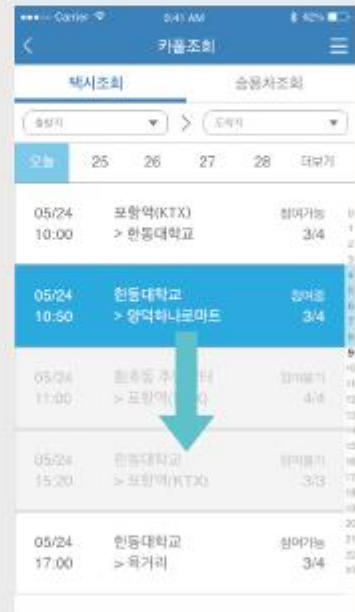 Carrier
9:41 AM
42%
카풀조회
택시조회
승용차조회
출발지
>
도착지
오늘
25
26
27
28
더보기
05/24
포항역(KTX)
참여가능
10:00
> 한동대학교
3/4
05/24
한동대학교
참여중
10:50
> 양덕하나로마트
3/4
05/24
참여불가
11:00
> 포항역(
4/4
05/24
한동대학교
참여불가
15:20
> 포항역(KTX)
3/3
05/24
한동대학교
참여가능
17:00
> 육거리
3/4